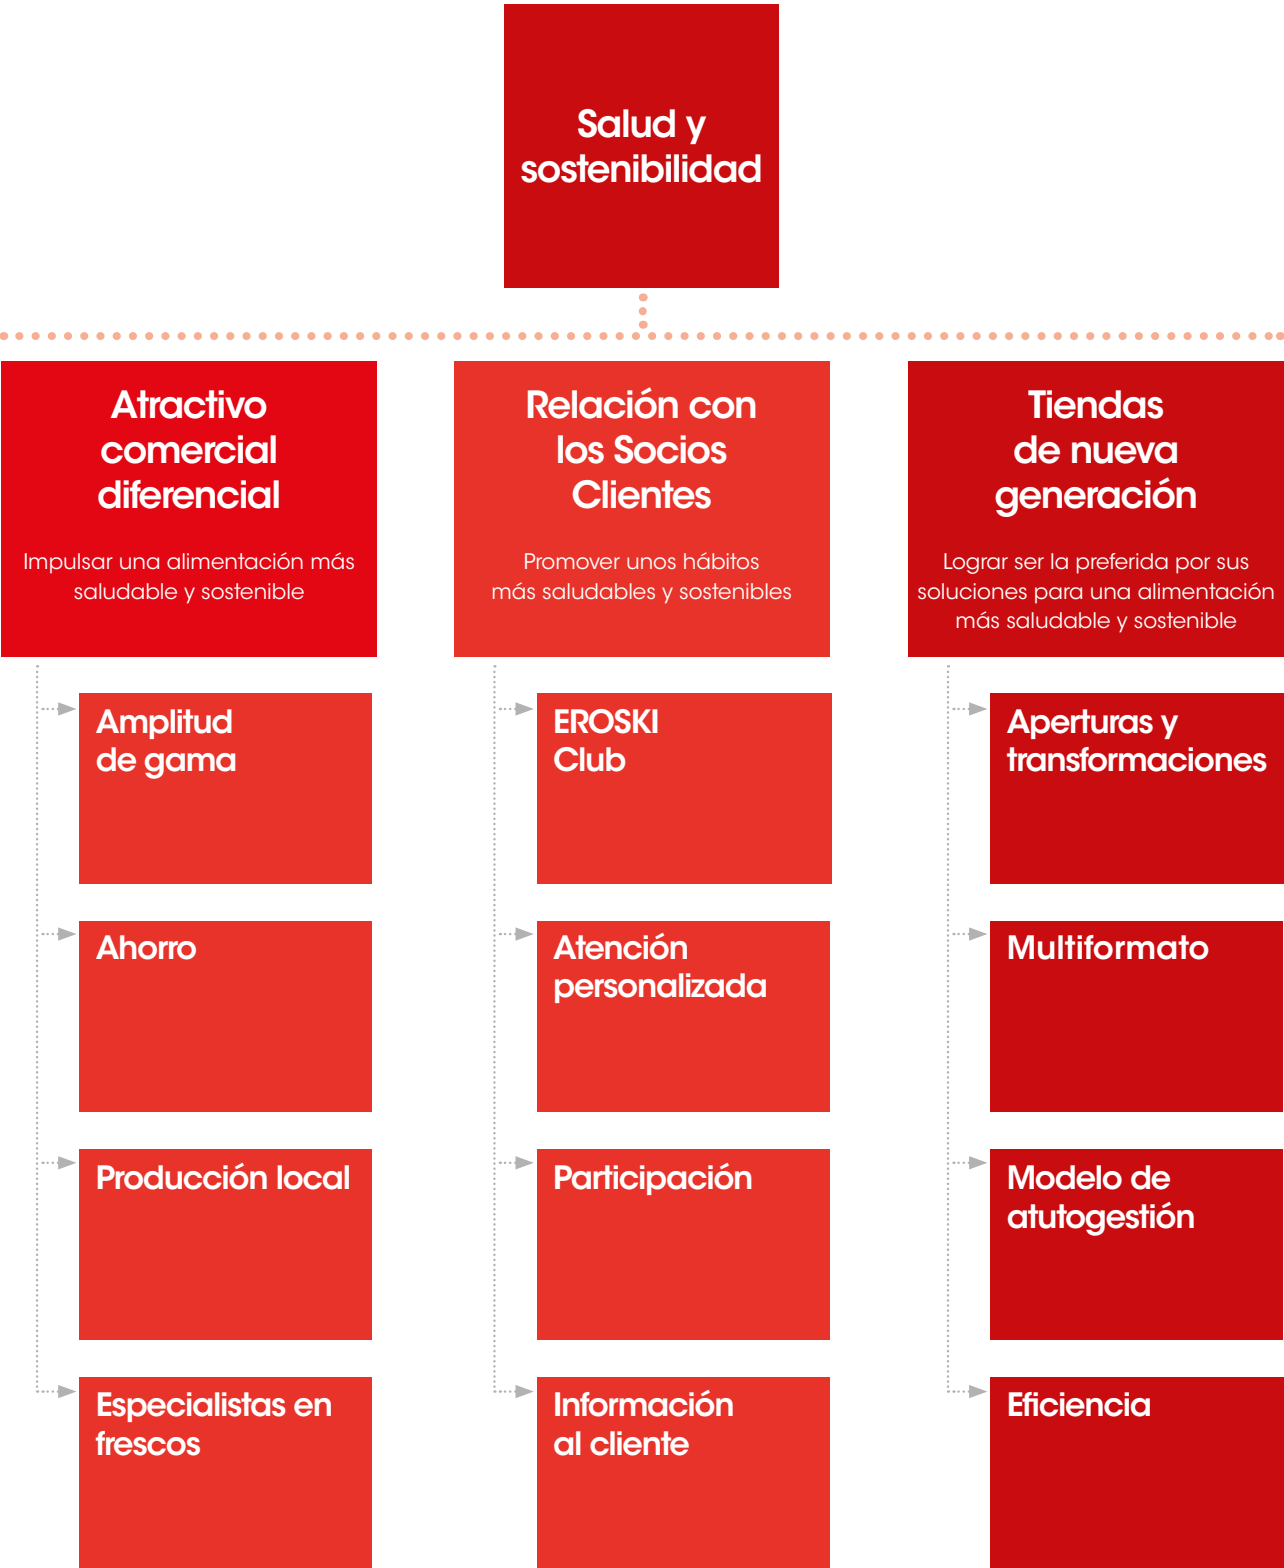 Salud y
sostenibilidad
Atractivo
comercial
diferencial
Impulsar una alimentación más
saludable y sostenible
Relación con
los Socios
Clientes
Promover unos hábitos
más saludables y sostenibles
Tiendas
de nueva
generación
Lograr ser la preferida por sus
soluciones para una alimentación
más saludable y sostenible
Amplitud
de gama
Ahorro
Producción local
Especialistas en
frescos
EROSKI
Club
Atención
personalizada
Participación
Información
al cliente
Aperturas y
transformaciones
Multiformato
Modelo de
atutogestión
Eficiencia